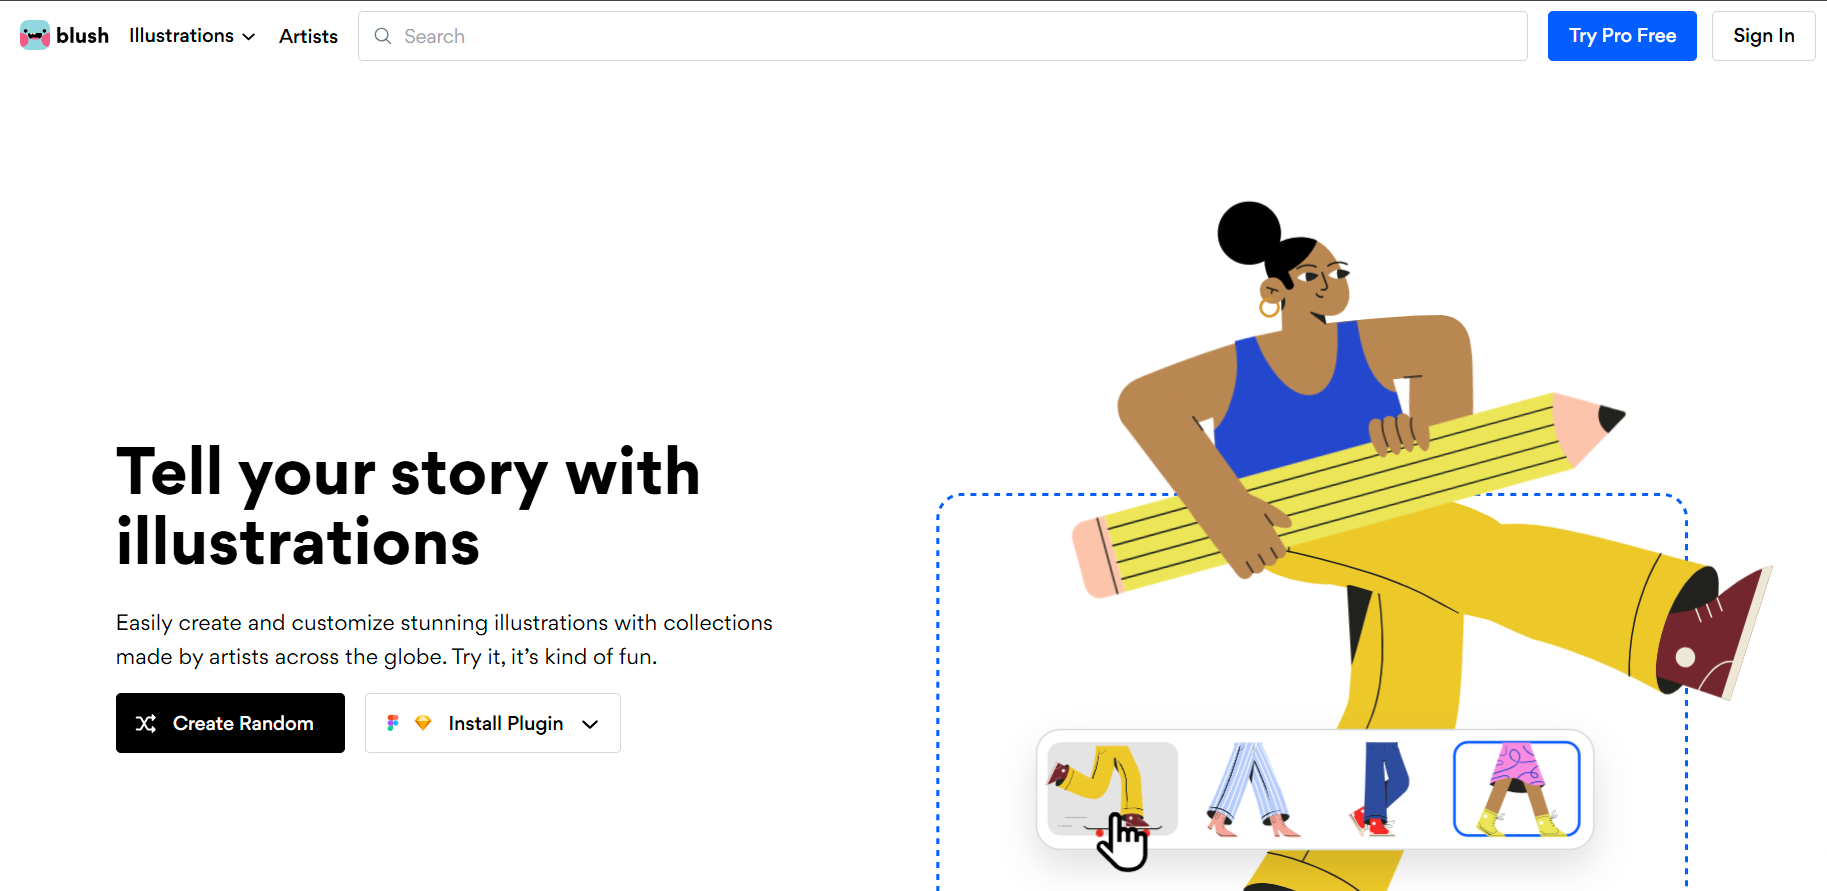 blush
Illustrations
Artists
Search
Try Pro Free
Sign In
Tell your story with
illustrations
Easily create and customize stunning illustrations with collections
made by artists across the globe. Try it, it’s kind of fun.
Create Random
Install Plugin